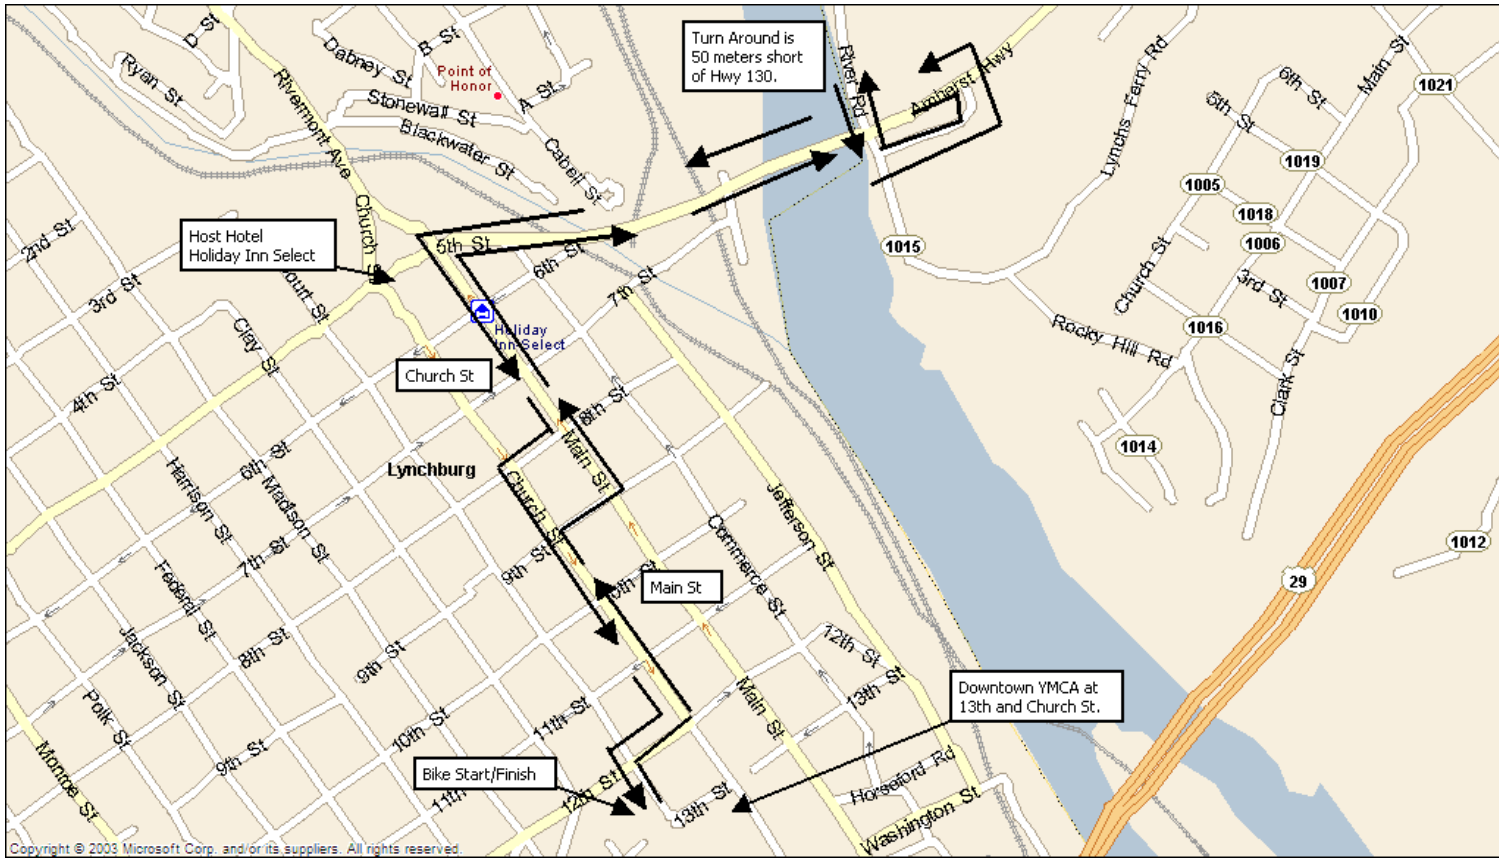 D St
B St
Dabney St
Ryan St
Point of
Honor
A St
Stonewall St
Blackwater St
Cabell St
Rivermont Ave
Turn Around is
50 meters short
of Hwy 130.
River Rd
Amherst Hwy
Lynchs Ferry Rd
Main St
6th St
5th St
1021
1019
1005
1018
1006
1007
1010
1015
1016
1014
1012
Church St
3rd St
Clark St
Rocky Hill Rd
29
2nd St
3rd St
4th St
Clay St
Church S
Host Hotel
Holiday Inn Select
5th St
6th St
7th St
8th St
Holiday
Inn Select
Church St
Lynchburg
Main St
Church St
6th St
7th St
8th St
9th St
9th St
9th St
10th St
11th St
11th
12th St
13th St
Harrison St
Madison St
Federal St
Jackson St
Polk St
Monroe St
Jefferson St
Commerce St
Main St
Main St
12th St
13th St
Downtown YMCA at
13th and Church St.
Bike Start/Finish
Horseford Rd
Washington St
Copyright © 2003 Microsoft Corp. and/or its suppliers. All rights reserved.